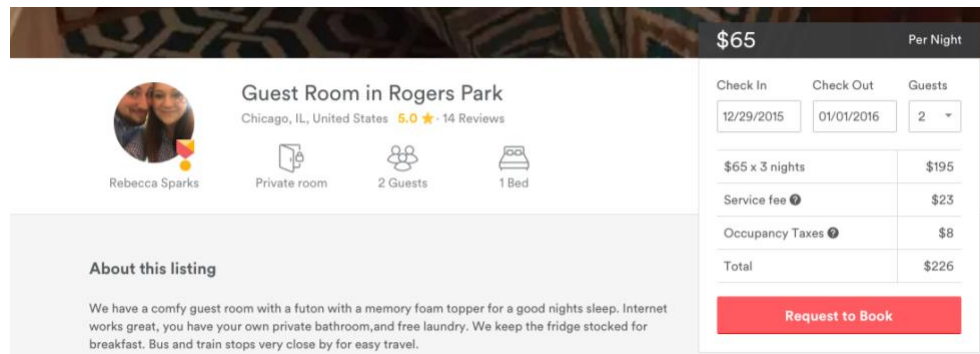 $65 Per Night
Check In Check Out Guests
12/29/2015 01/01/2016 2
$65 x 3 nights $195
Service fee ? $23
Occupancy Taxes ? $8
Total $226
Request to Book
Guest Room in Rogers Park
Chicago, IL, United States 5.0 ★ · 14 Reviews
Rebecca Sparks Private room 2 Guests 1 Bed
About this listing
We have a comfy guest room with a futon with a memory foam topper for a good nights sleep. Internet
works great, you have your own private bathroom,and free laundry. We keep the fridge stocked for
breakfast. Bus and train stops very close by for easy travel.